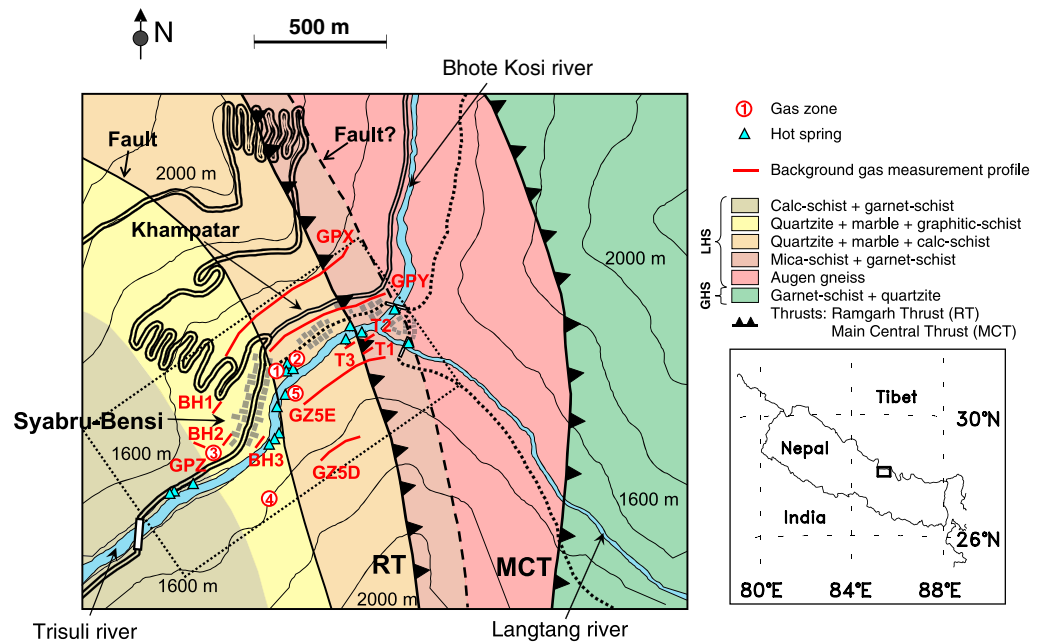 N
500 m
Bhote Kosi river
Fault
Fault?
2000 m
Khampatar
GPX
GPY
2000 m
T2
T1
T3
1
2
5
BH1
GZ5E
Syabru-Bensi
BH2
3
1600 m
GPZ
BH3
GZ5D
4
1600 m
RT
MCT
1600 m
2000 m
Trisuli river
Langtang river
1 Gas zone
Hot spring
Background gas measurement profile
LHS
Calc-schist + garnet-schist
Quartzite + marble + graphitic-schist
Quartzite + marble + calc-schist
Mica-schist + garnet-schist
Augen gneiss
GHS
Garnet-schist + quartzite
Thrusts: Ramgarh Thrust (RT)
Main Central Thrust (MCT)
Tibet
30°N
Nepal
India
26°N
80°E
84°E
88°E